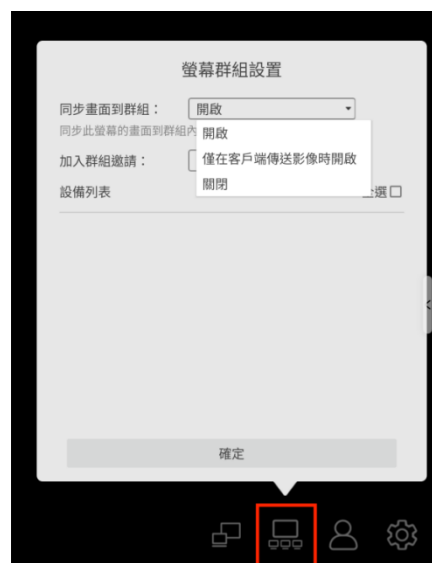 螢幕群組設置
同步畫面到群組： 開啟
同步此螢幕的畫面到群組內
開啟
加入群組邀請：
僅在客戶端傳送影像時開啟
關閉
設備列表
選
確定